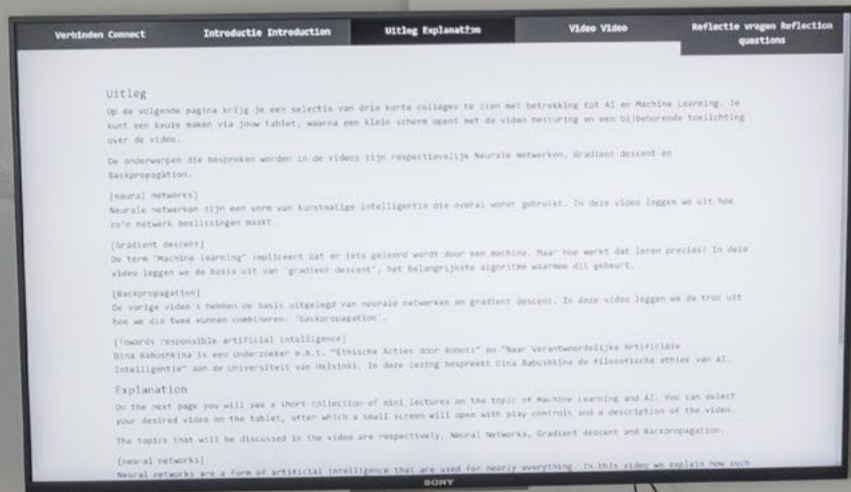 Verbinden Connect
Introductie Introduction
Uitleg Explanation
Video Video
Reflectie vragen Reflection
questions
Uitleg
Op de volgende pagina krijg je een selectie van drie korte colleges te zien met betrekking tot AI en Machine Learning. Je
kunt een keuze maken via jouw tablet, waarna een klein scherm opent met de video besturing en een bijbehorende toelichting
over de video.
De onderwerpen die besproken worden in de videos zijn respectievelijk Neurale Netwerken, Gradient descent en
Backpropagation.
[neural networks]
Neurale netwerken zijn een vorm van kunstmatige intelligentie die overal wordt gebruikt. In deze video leggen we uit hoe
zo'n netwerk beslissingen maakt.
[Gradient descent]
De term "Machine Learning" impliceert dat er iets geleerd wordt door een machine. Maar hoe werkt dat leren precies? In deze
video leggen we de basis uit van 'gradient descent', het belangrijkste algoritme waarmee dit gebeurt.
[Backpropagation]
De vorige video's hebben de basis uitgelegd van neurale netwerken en gradient descent. In deze video leggen we de truc uit
hoe we die twee kunnen combineren: 'backpropagation'.
[Towards responsible artificial intelligence]
Dina Babushkina is een onderzoeker m.b.t. "Ethische Acties door Robots" en "Naar Verantwoordelijke Artificiële
Intelligentie" aan de Universiteit van Helsinki. In deze lezing bespreekt Dina Babushkina de filosofische ethiek van AI.
Explanation
On the next page you will see a short collection of mini lectures on the topic of Machine Learning and AI. You can select
your desired video on the tablet, after which a small screen will open with play controls and a description of the video.
The topics that will be discussed in the video are respectively, Neural Networks, Gradient descent and Backpropagation.
[neural networks]
Neural networks are a form of artificial intelligence that are used for nearly everything. In this video we explain how such
SONY